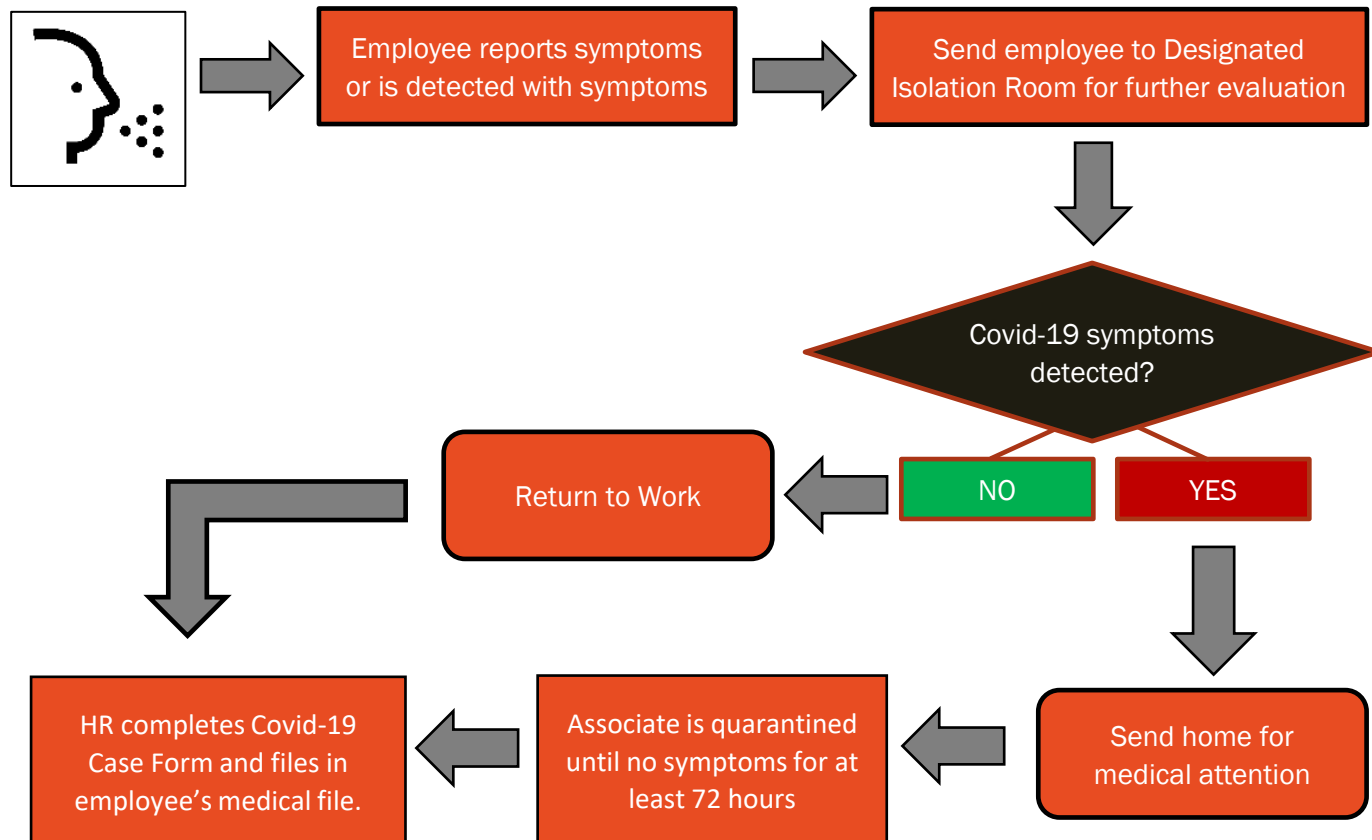 Employee reports symptoms
or is detected with symptoms
Send employee to Designated
Isolation Room for further evaluation
Covid-19 symptoms
detected?
NO
YES
Return to Work
Send home for
medical attention
Associate is quarantined
until no symptoms for at
least 72 hours
HR completes Covid-19
Case Form and files in
employee’s medical file.